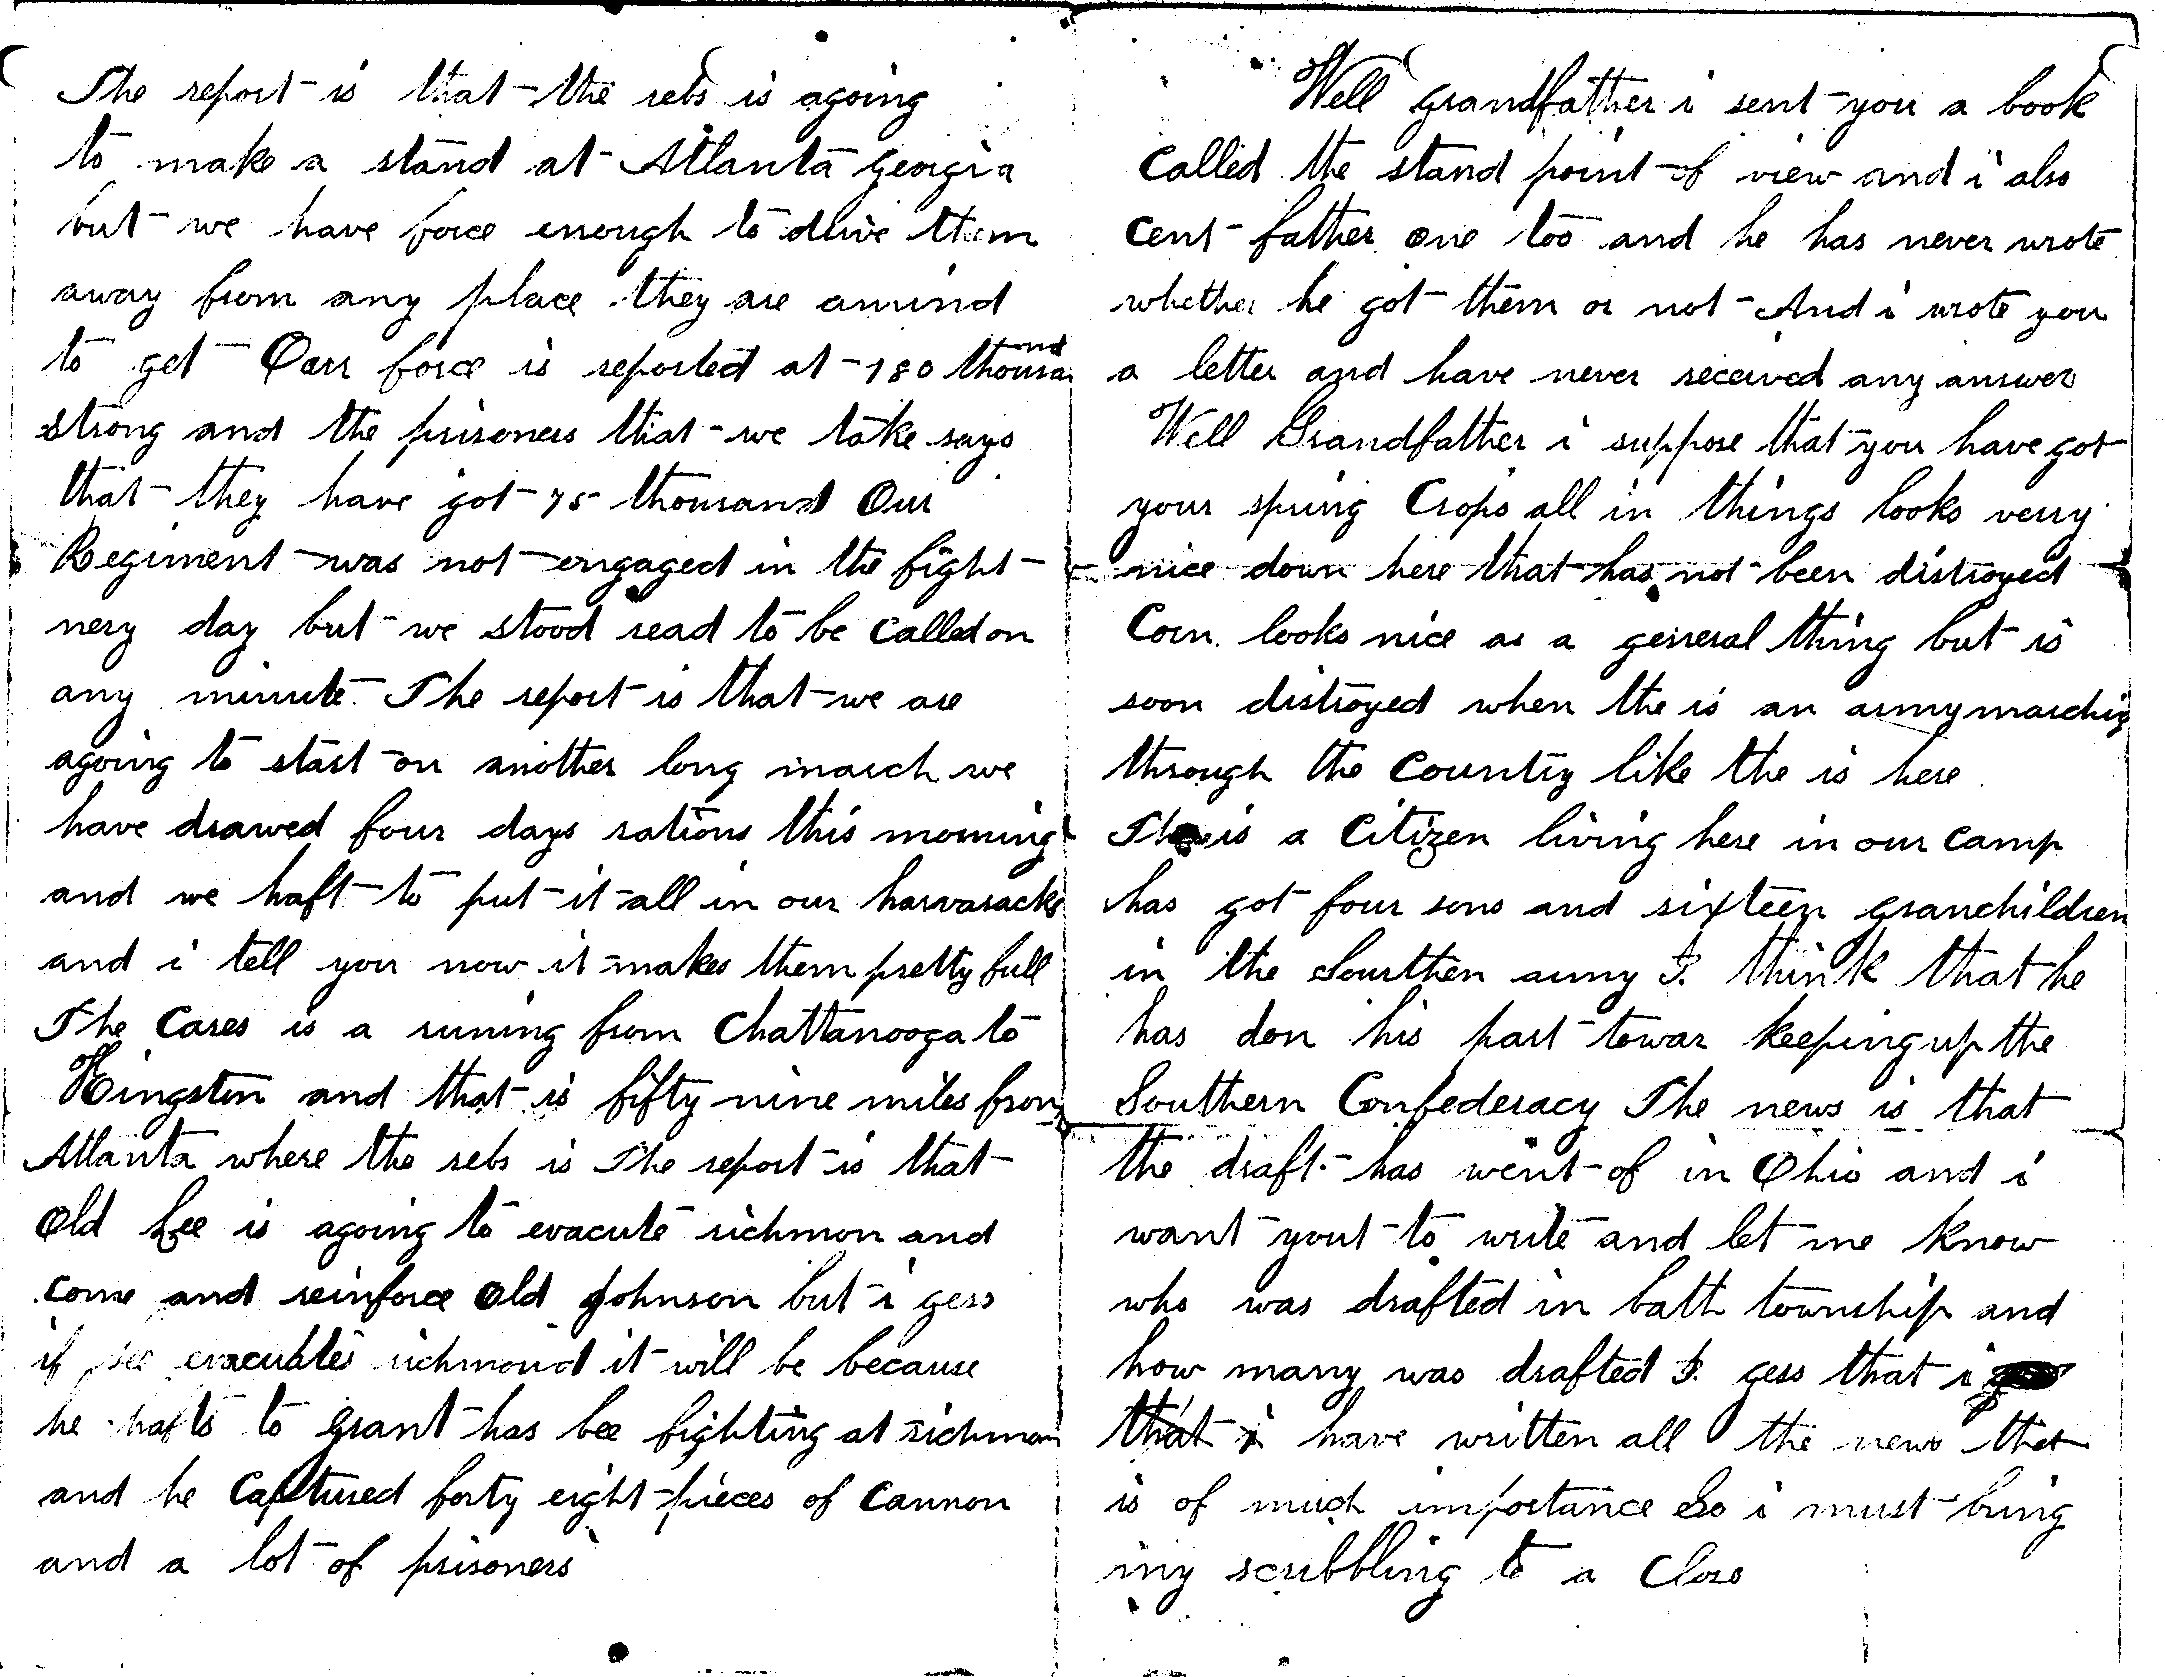 The report is that the rebs is agoing
to make a stand at Atlanta georgia
but we have force enough to drive them
away from any place they are amind
to get Oarr force is reported at 180 thousand
strong and the prisoners that we take says
that they have got 75 thousand Our
Regiment was not engaged in the fight
nery day but we stood read to be called on
any minute The report is that we are
agoing to start on another long march we
have drawed four days rations this morning
and we haft to put it all in our harvasacks
and i tell you now it makes them pretty full
The Cares is a runing from Chattanooga to
Kingston and that is fifty nine miles from
Atlanta where the rebs is The report is that
Old Lee is agoing to evacute richmon and
come and reinforce Old Johnson but i gess
if evacuates richmond it will be because
he hafts to grant has bee fighting at richmon
and he Captured forty eight pieces of Cannon
and a lot of prisoners
Well grandfather i sent you a book
Called the stand point of view and i also
Cent father one too and he has never wrote
whether he got them or not And i wrote you
a letter and have never received any answer
Well Grandfather i suppose that you have got
your spring Crops all in things looks verry
nice down here that has not been distroyed
Corn looks nice as a general thing but is
soon distroyed when the is an army marching
through the Country like the is here
The is a Citizen living here in our camp
has got four sons and sixteen granchildren
in the Sourthen army I think that he
has don his part towar keeping up the
Southern Confederacy The news is that
the draft has went of in Ohio and i
want yout to write and let me know
who was drafted in bath township and
how many was drafted I gess that i
that i have written all the news that
is of much importance So i must bring
my scribbling to a Close